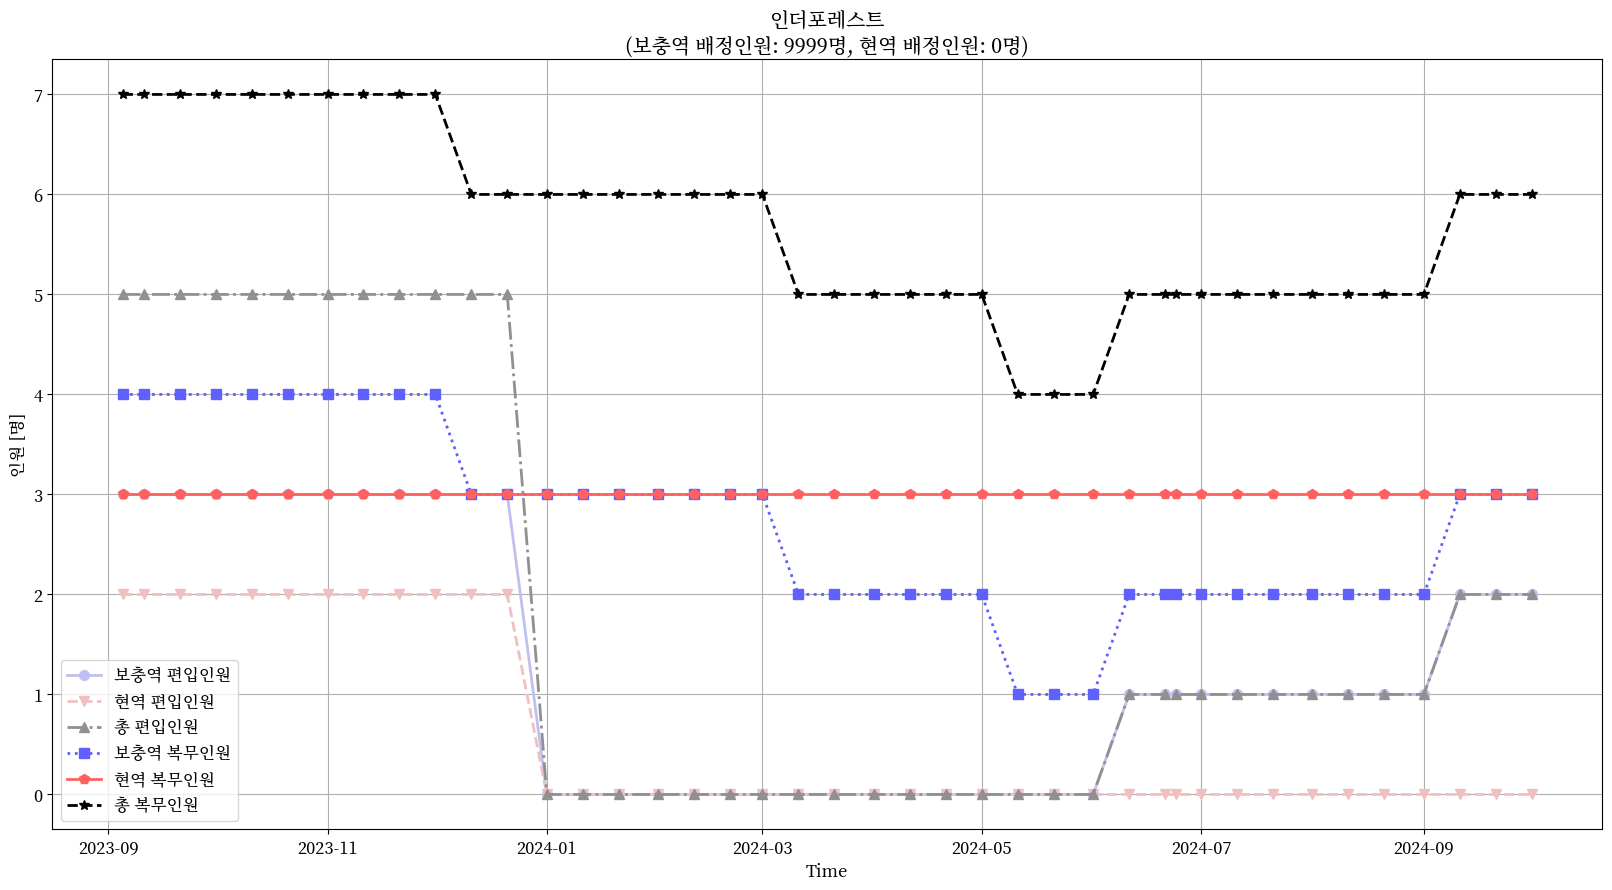 인더포레스트
(보충역 배정인원: 9999명, 현역 배정인원: 0명)
인원 [명]
7
6
5
4
3
2
1
0
보충역 편입인원
현역 편입인원
총 편입인원
보충역 복무인원
현역 복무인원
총 복무인원
2023-09 2023-11 2024-01 2024-03 2024-05 2024-07 2024-09
Time